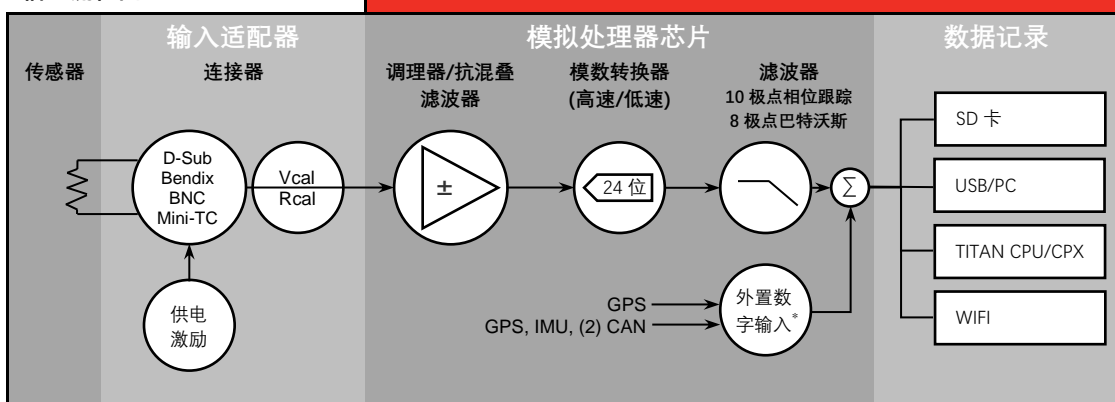 输入适配器
模拟处理器芯片
数据记录
传感器
连接器
调理器/抗混叠
滤波器
模数转换器
(高速/低速)
滤波器
10 极点相位跟踪
8 极点巴特沃斯
D-Sub
Bendix
BNC
Mini-TC
Vcal
Rcal
±
24 位
Σ
供电
激励
GPS
GPS, IMU, (2) CAN
外置数
字输入*
SD 卡
USB/PC
TITAN CPU/CPX
WIFI